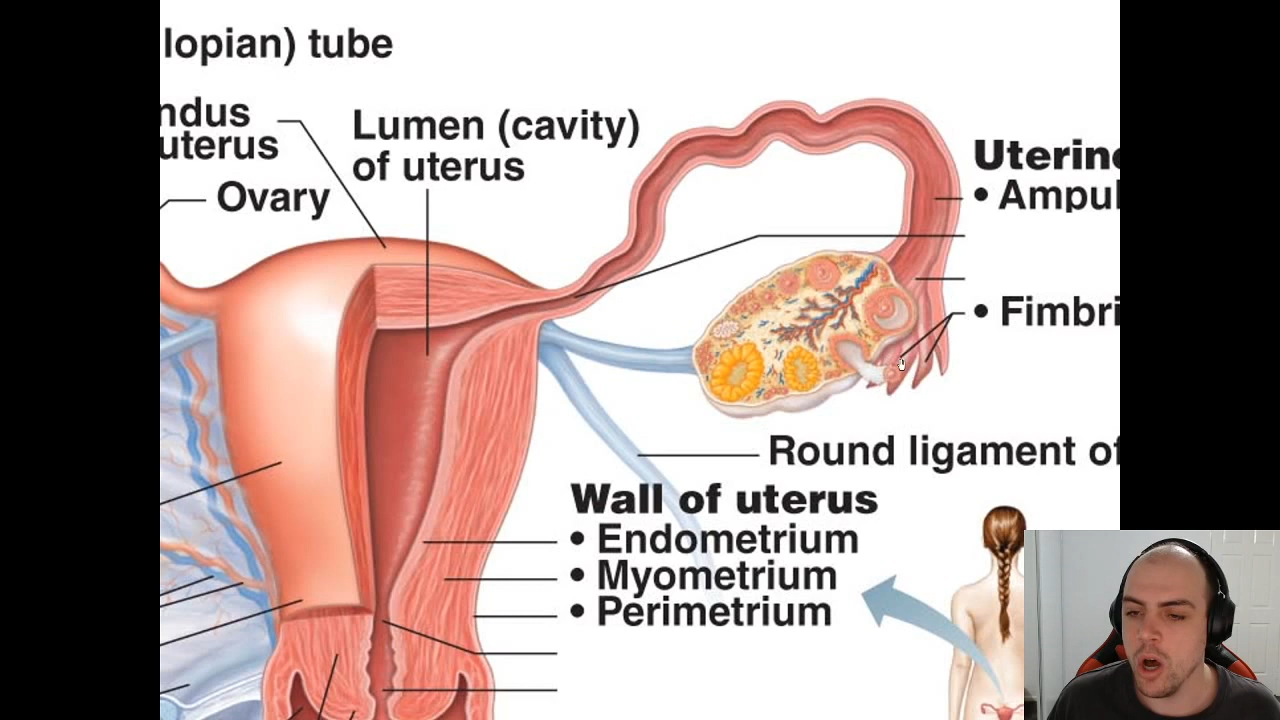 lopian) tube
ndus
uterus
Lumen (cavity)
of uterus
Ovary
Uterine
• Ampul
• Fimbri
Round ligament of
Wall of uterus
• Endometrium
• Myometrium
• Perimetrium